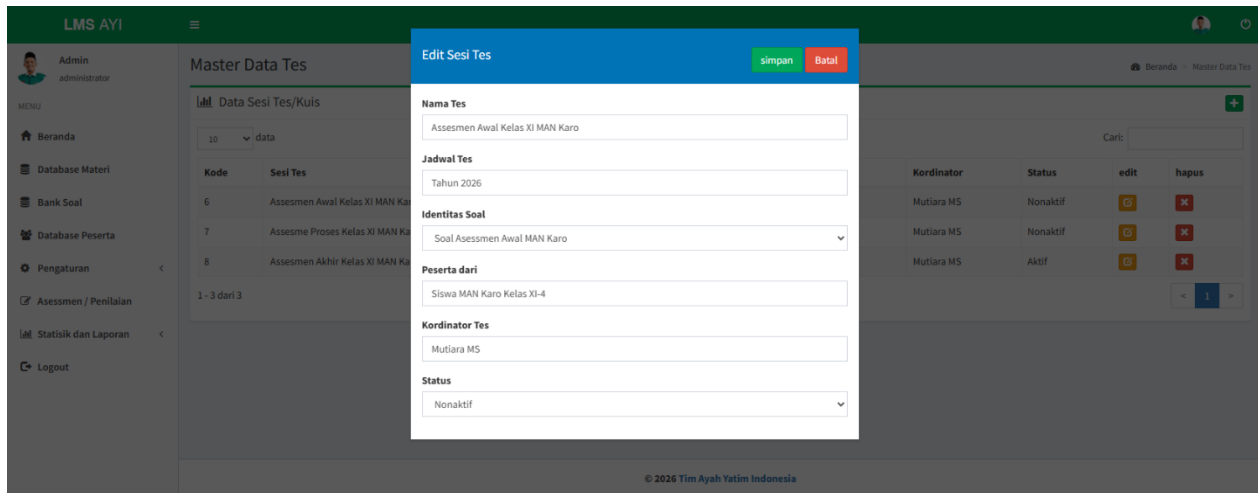 LMS AYI
Admin
administrator
MENU
Beranda
Database Materi
Bank Soal
Database Peserta
Pengaturan
Asessmen / Penilaian
Statisik dan Laporan
Logout
Master Data Tes
Beranda > Master Data Tes
Data Sesi Tes/Kuis
10 data
Cari:
Kode Sesi Tes Kordinator Status edit hapus
6 Assesmen Awal Kelas XI MAN Kar Mutiara MS Nonaktif
7 Assesme Proses Kelas XI MAN Ka Mutiara MS Nonaktif
8 Assesmen Akhir Kelas XI MAN Ka Mutiara MS Aktif
1 - 3 dari 3
< 1 >
Edit Sesi Tes
simpan Batal
Nama Tes
Assesmen Awal Kelas XI MAN Karo
Jadwal Tes
Tahun 2026
Identitas Soal
Soal Asessmen Awal MAN Karo
Peserta dari
Siswa MAN Karo Kelas XI-4
Kordinator Tes
Mutiara MS
Status
Nonaktif
© 2026 Tim Ayah Yatim Indonesia